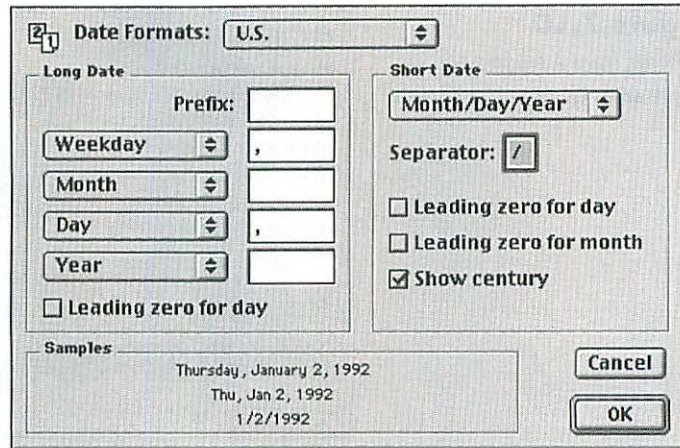 Date Formats: U.S.
Long Date
Prefix:
Weekday ,
Month
Day ,
Year
Leading zero for day
Short Date
Month/Day/Year
Separator: /
Leading zero for day
Leading zero for month
Show century
Samples
Thursday, January 2, 1992
Thu, Jan 2, 1992
1/2/1992
Cancel
OK